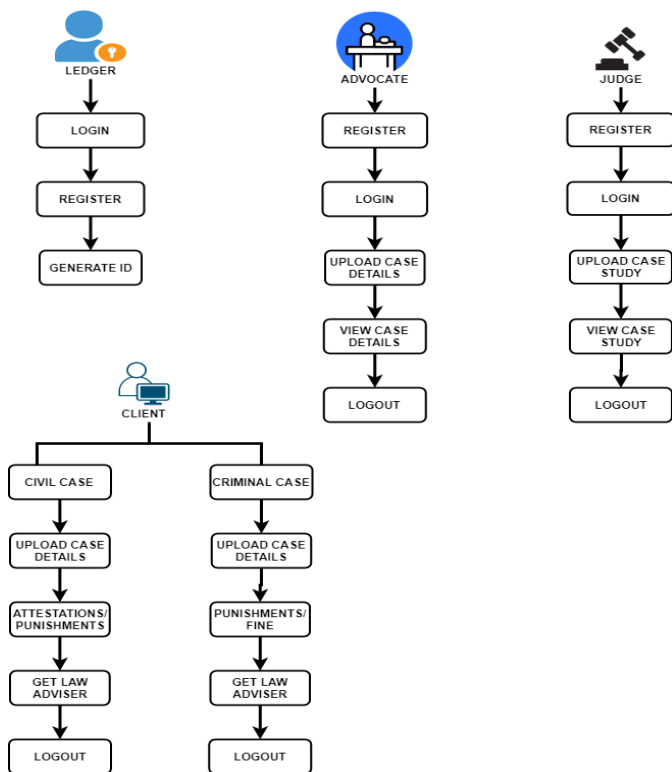 LEDGER
LOGIN
REGISTER
GENERATE ID
ADVOCATE
REGISTER
LOGIN
UPLOAD CASE
DETAILS
VIEW CASE
DETAILS
LOGOUT
JUDGE
REGISTER
LOGIN
UPLOAD CASE
STUDY
VIEW CASE
STUDY
LOGOUT
CLIENT
CIVIL CASE
UPLOAD CASE
DETAILS
ATTESTATIONS/
PUNISHMENTS
GET LAW
ADVISER
LOGOUT
CRIMINAL CASE
UPLOAD CASE
DETAILS
PUNISHMENTS/
FINE
GET LAW
ADVISER
LOGOUT